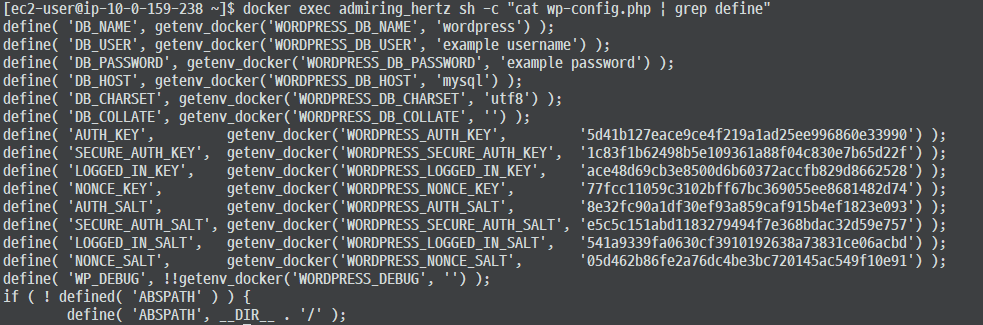 [ec2-user@ip-10-0-159-238 ~]$ docker exec admiring_hertz sh -c "cat wp-config.php | grep define"
define( 'DB_NAME', getenv_docker('WORDPRESS_DB_NAME', 'wordpress') );
define( 'DB_USER', getenv_docker('WORDPRESS_DB_USER', 'example username') );
define( 'DB_PASSWORD', getenv_docker('WORDPRESS_DB_PASSWORD', 'example password') );
define( 'DB_HOST', getenv_docker('WORDPRESS_DB_HOST', 'mysql') );
define( 'DB_CHARSET', getenv_docker('WORDPRESS_DB_CHARSET', 'utf8') );
define( 'DB_COLLATE', getenv_docker('WORDPRESS_DB_COLLATE', '') );
define( 'AUTH_KEY',         getenv_docker('WORDPRESS_AUTH_KEY',         '5d41b127eace9ce4f219a1ad25ee996860e33990') );
define( 'SECURE_AUTH_KEY',  getenv_docker('WORDPRESS_SECURE_AUTH_KEY',  '1c83f1b62498b5e109361a88f04c830e7b65d22f') );
define( 'LOGGED_IN_KEY',    getenv_docker('WORDPRESS_LOGGED_IN_KEY',    'ace48d69cb3e8500d6b60372accfb829d8662528') );
define( 'NONCE_KEY',        getenv_docker('WORDPRESS_NONCE_KEY',        '77fcc11059c3102bff67bc369055ee8681482d74') );
define( 'AUTH_SALT',        getenv_docker('WORDPRESS_AUTH_SALT',        '8e32fc90a1df30ef93a859caf915b4ef1823e093') );
define( 'SECURE_AUTH_SALT', getenv_docker('WORDPRESS_SECURE_AUTH_SALT', 'e5c5c151abd1183279494f7e368bdac32d59e757') );
define( 'LOGGED_IN_SALT',   getenv_docker('WORDPRESS_LOGGED_IN_SALT',   '541a9339fa0630cf3910192638a73831ce06acbd') );
define( 'NONCE_SALT',       getenv_docker('WORDPRESS_NONCE_SALT',       '05d462b86fe2a76dc4be3bc720145ac549f10e91') );
define( 'WP_DEBUG', !!getenv_docker('WORDPRESS_DEBUG', '') );
if ( ! defined( 'ABSPATH' ) ) {
        define( 'ABSPATH', __DIR__ . '/' );